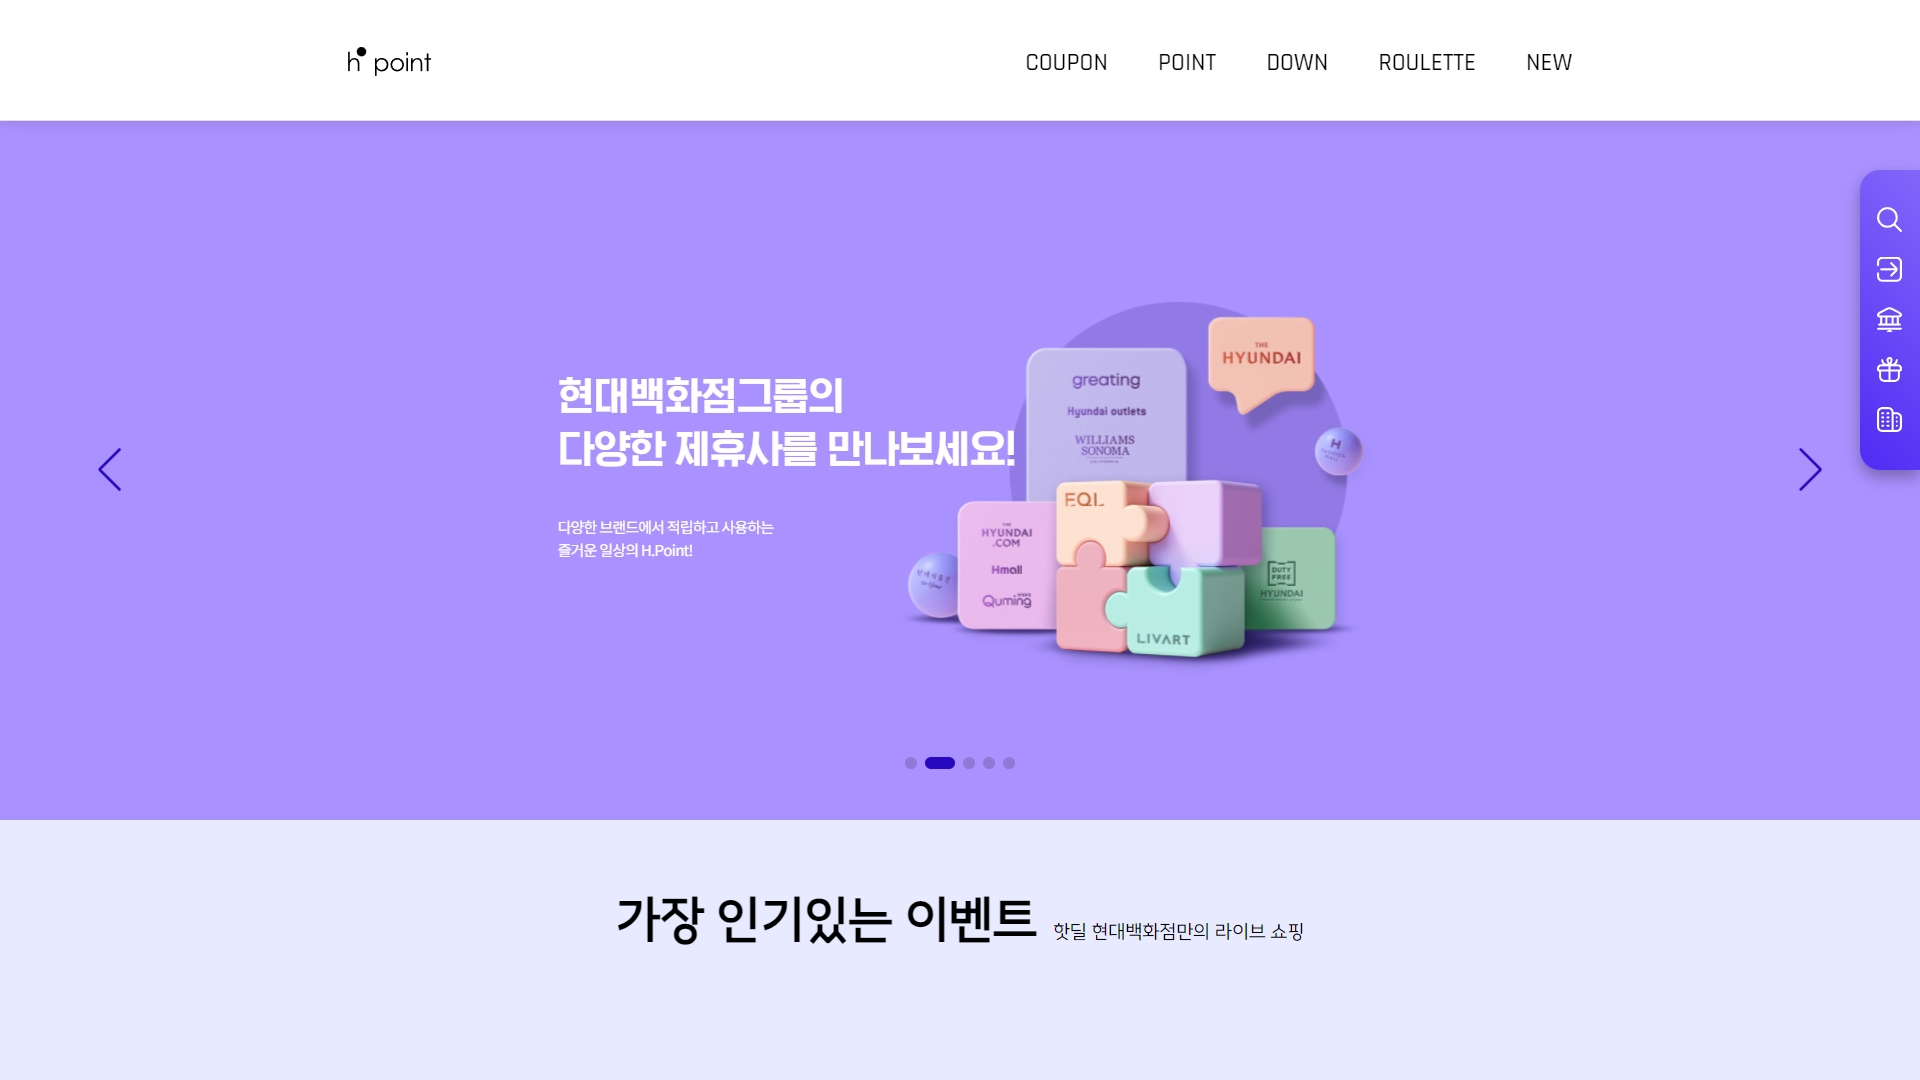 h point
COUPON
POINT
DOWN
ROULETTE
NEW
현대백화점그룹의
다양한 제휴사를 만나보세요!
다양한 브랜드에서 적립하고 사용하는
즐거운 일상의 H.Point!
THE
HYUNDAI
greating
Hyundai outlets
WILLIAMS
SONOMA
H
EQL
THE
HYUNDAI
.COM
Hmall
Quming
DUTY
FREE
HYUNDAI
LIVART
가장 인기있는 이벤트
핫딜 현대백화점만의 라이브 쇼핑